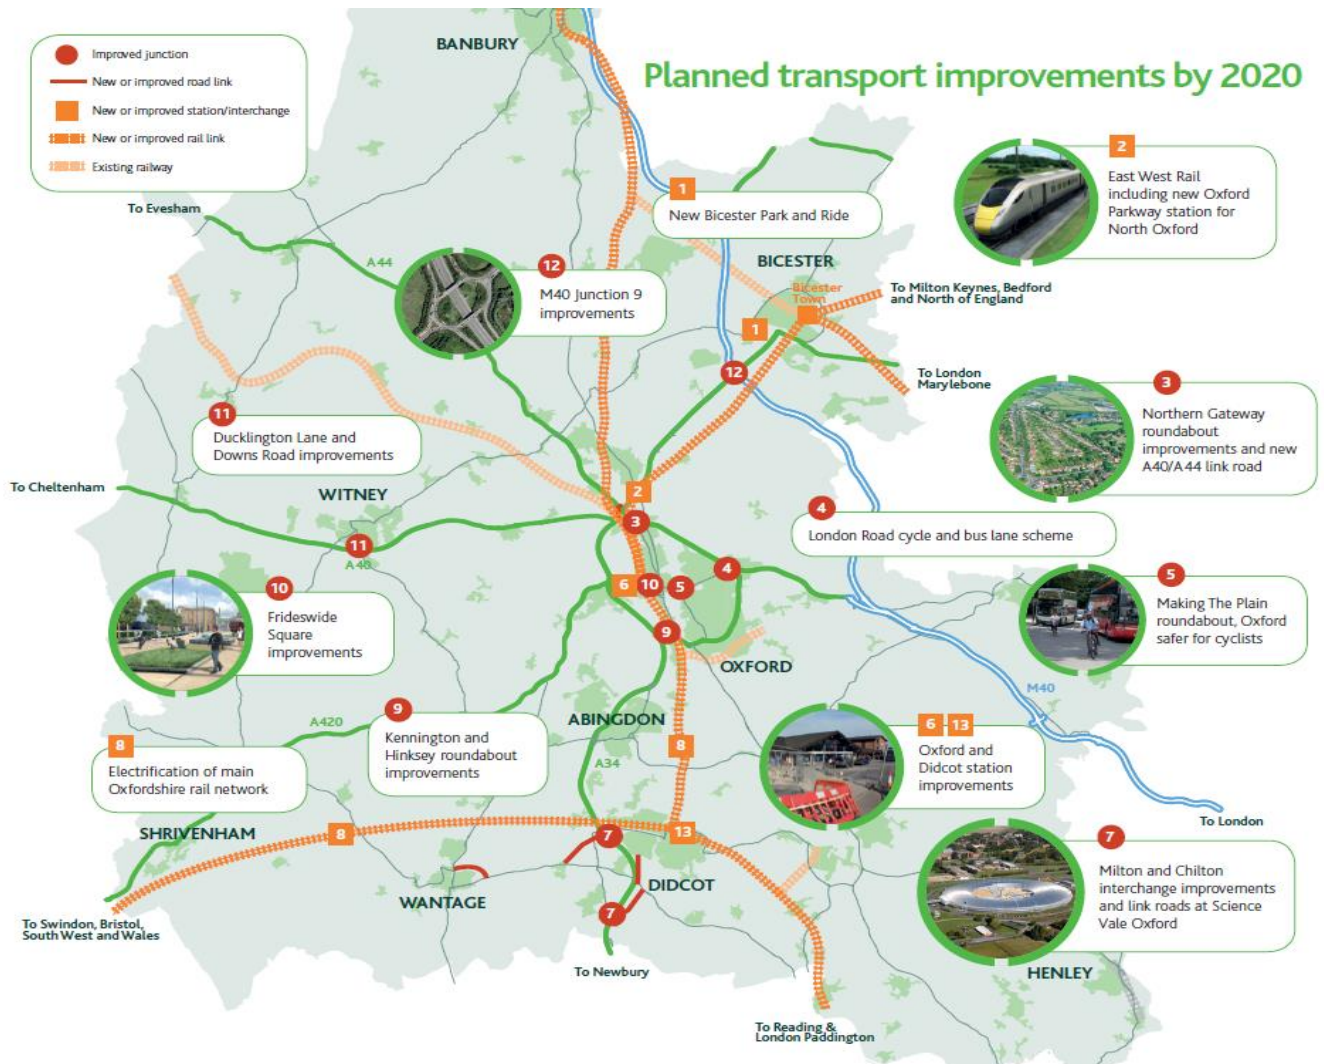 Planned transport improvements by 2020
Improved junction
New or improved road link
New or improved station/interchange
New or improved rail link
Existing railway
BANBURY
To Evesham
A44
1
New Bicester Park and Ride
2
East West Rail
including new Oxford
Parkway station for
North Oxford
12
M40 Junction 9
improvements
BICESTER
Bicester
Town
To Milton Keynes, Bedford
and North of England
1
12
To London
Marylebone
3
Northern Gateway
roundabout
improvements and new
A40/A44 link road
11
Ducklington Lane and
Downs Road improvements
To Cheltenham
WITNEY
2
3
4
London Road cycle and bus lane scheme
11
A40
4
6
10
5
5
Making The Plain
roundabout, Oxford
safer for cyclists
10
Frideswide
Square
improvements
9
OXFORD
M40
A420
9
Kennington and
Hinksey roundabout
improvements
ABINGDON
8
A34
6
13
Oxford and
Didcot station
improvements
8
Electrification of main
Oxfordshire rail network
SHRIVENHAM
8
7
13
To London
7
Milton and Chilton
interchange improvements
and link roads at Science
Vale Oxford
WANTAGE
DIDCOT
7
To Swindon, Bristol,
South West and Wales
To Newbury
HENLEY
To Reading &
London Paddington